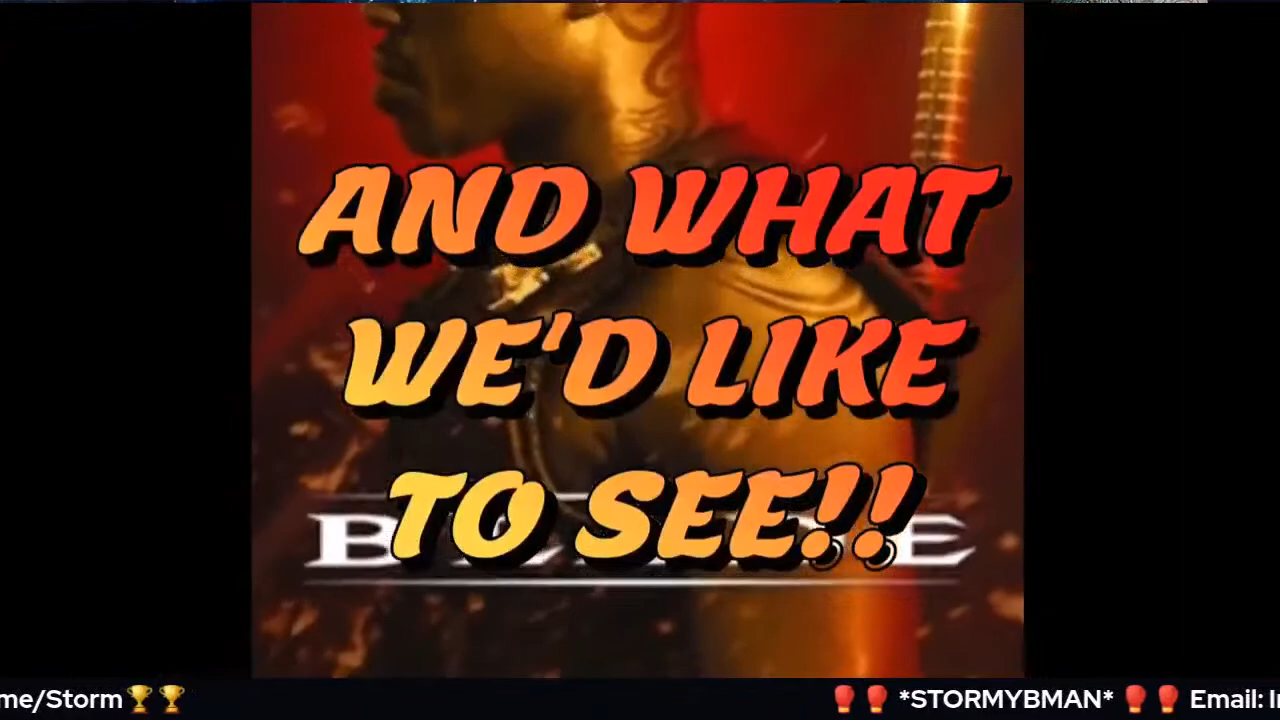 AND WHAT
WE'D LIKE
TO SEE!!
me/Storm🏆🏆 🥊🥊 *STORMYBMAN* 🥊🥊 Email: